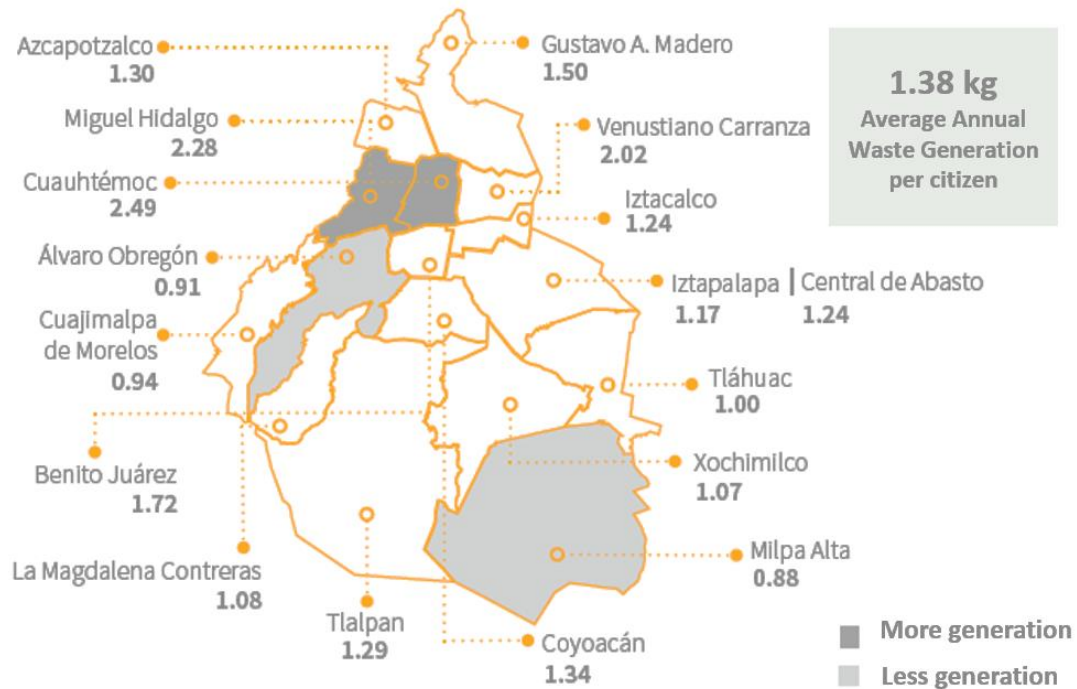 Azcapotzalco
1.30
Gustavo A. Madero
1.50
1.38 kg
Average Annual
Waste Generation
per citizen
Miguel Hidalgo
2.28
Venustiano Carranza
2.02
Cuauhtémoc
2.49
Iztacalco
1.24
Álvaro Obregón
0.91
Iztapalapa | Central de Abasto
1.17 1.24
Cuajimalpa
de Morelos
0.94
Tláhuac
1.00
Benito Juárez
1.72
Xochimilco
1.07
La Magdalena Contreras
1.08
Milpa Alta
0.88
Tlalpan
1.29
Coyoacán
1.34
More generation
Less generation